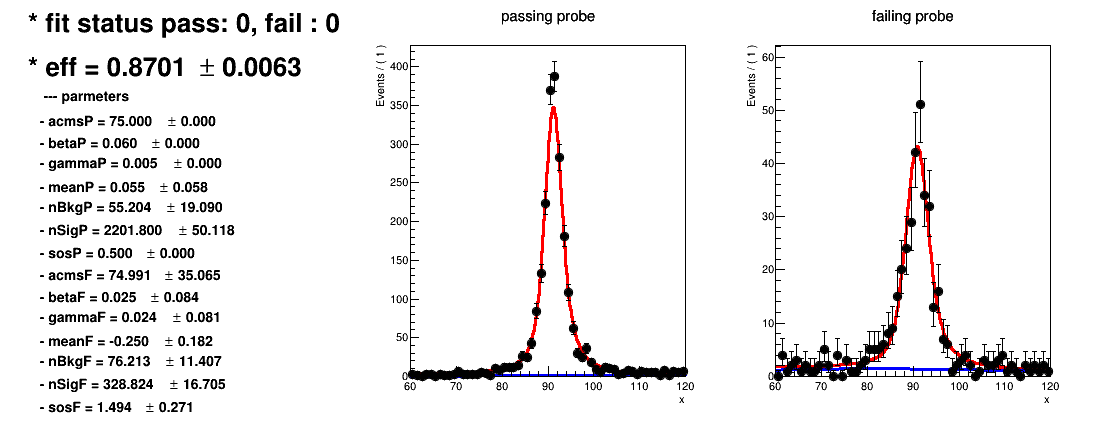 * fit status pass: 0, fail : 0
* eff = 0.8701 ± 0.0063
--- parmeters
- acmsP = 75.000 ± 0.000
- betaP = 0.060 ± 0.000
- gammaP = 0.005 ± 0.000
- meanP = 0.055 ± 0.058
- nBkgP = 55.204 ± 19.090
- nSigP = 2201.800 ± 50.118
- sosP = 0.500 ± 0.000
- acmsF = 74.991 ± 35.065
- betaF = 0.025 ± 0.084
- gammaF = 0.024 ± 0.081
- meanF = -0.250 ± 0.182
- nBkgF = 76.213 ± 11.407
- nSigF = 328.824 ± 16.705
- sosF = 1.494 ± 0.271
passing probe
Events / ( 1 )
400
350
300
250
200
150
100
50
0
60 70 80 90 100 110 120
x
failing probe
Events / ( 1 )
60
50
40
30
20
10
0
60 70 80 90 100 110 120
x